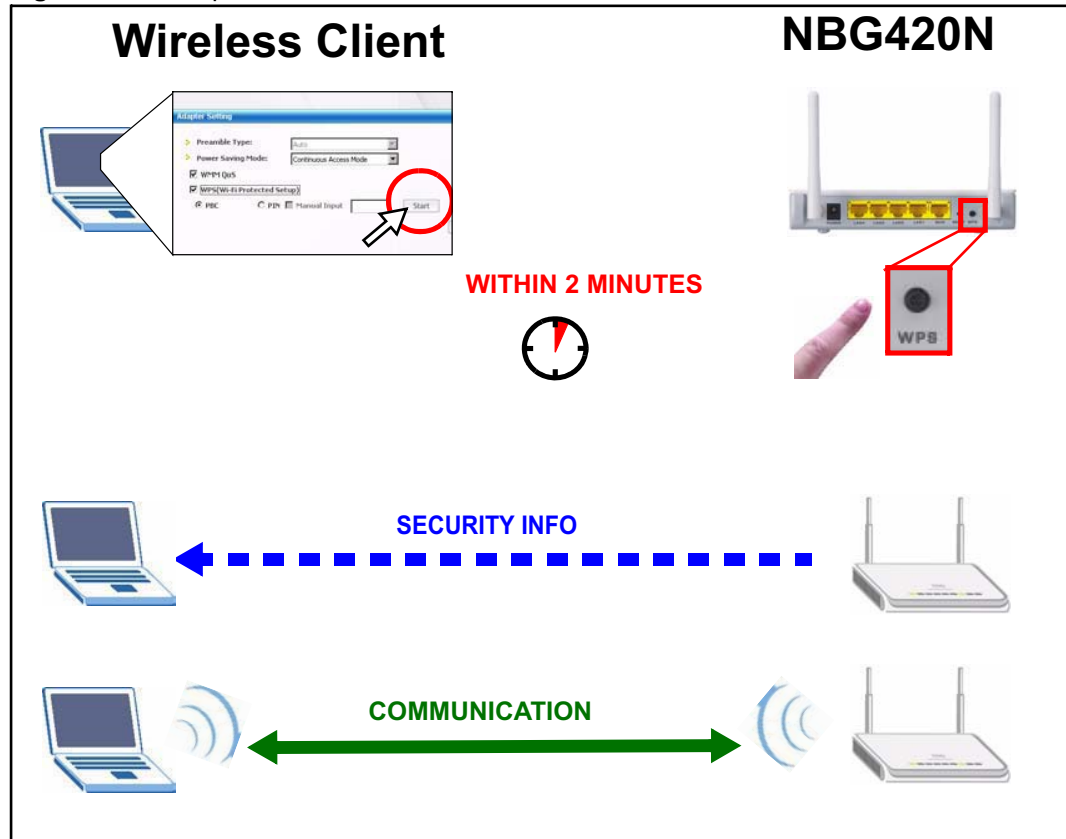 Wireless Client
NBG420N
Adapter Setting
Preamble Type:
Auto
Power Saving Mode:
Continuous Access Mode
WMM QoS
WPS(Wi-Fi Protected Setup)
PBC
PIN
Manual Input
Start
WITHIN 2 MINUTES
WPS
SECURITY INFO
COMMUNICATION